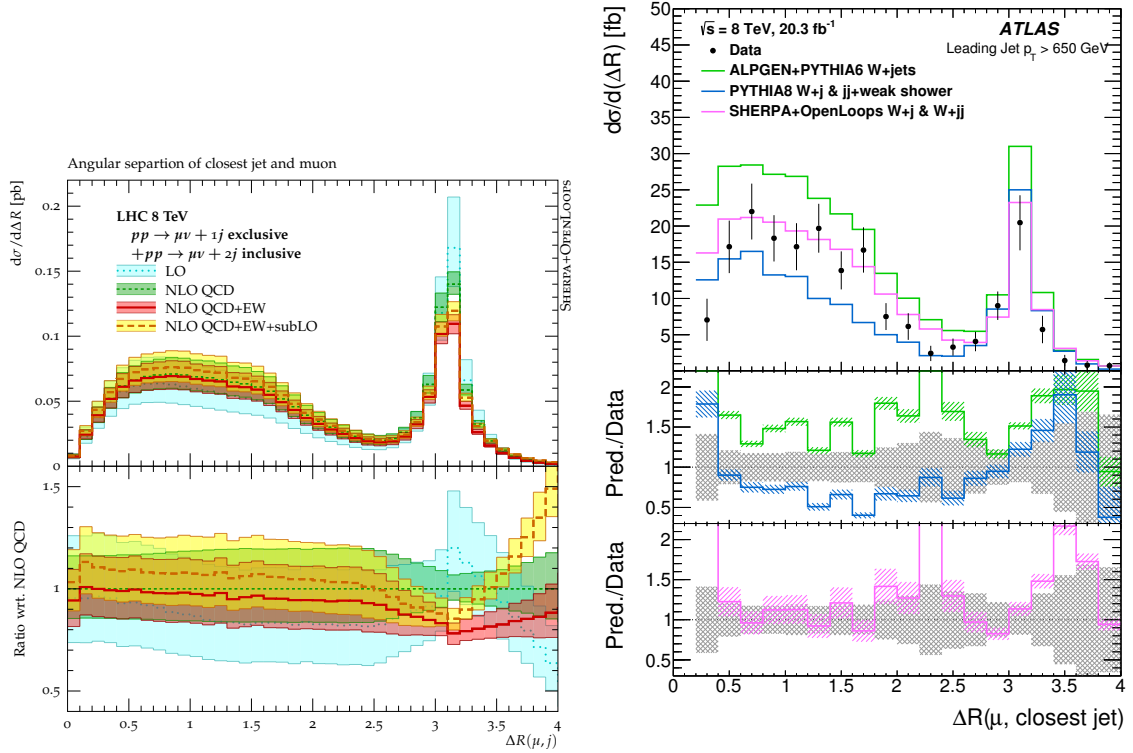 Angular separtion of closest jet and muon
dσ/dΔR [pb]
LHC 8 TeV
pp → μν + 1j exclusive
+pp → μν + 2j inclusive
LO
NLO QCD
NLO QCD+EW
NLO QCD+EW+subLO
SHERPA+OPENLOOPS
0.2
0.15
0.1
0.05
0
Ratio wrt. NLO QCD
1.5
1
0.5
0 0.5 1 1.5 2 2.5 3 3.5 4
ΔR(μ, j)
dσ/d(ΔR) [fb]
50
45
40
35
30
25
20
15
10
5
√s = 8 TeV, 20.3 fb⁻¹
ATLAS
Leading Jet p_T > 650 GeV
Data
ALPGEN+PYTHIA6 W+jets
PYTHIA8 W+j & jj+weak shower
SHERPA+OpenLoops W+j & W+jj
Pred./Data
2
1.5
1
0.5
Pred./Data
2
1.5
1
0.5
0 0.5 1 1.5 2 2.5 3 3.5 4
ΔR(μ, closest jet)